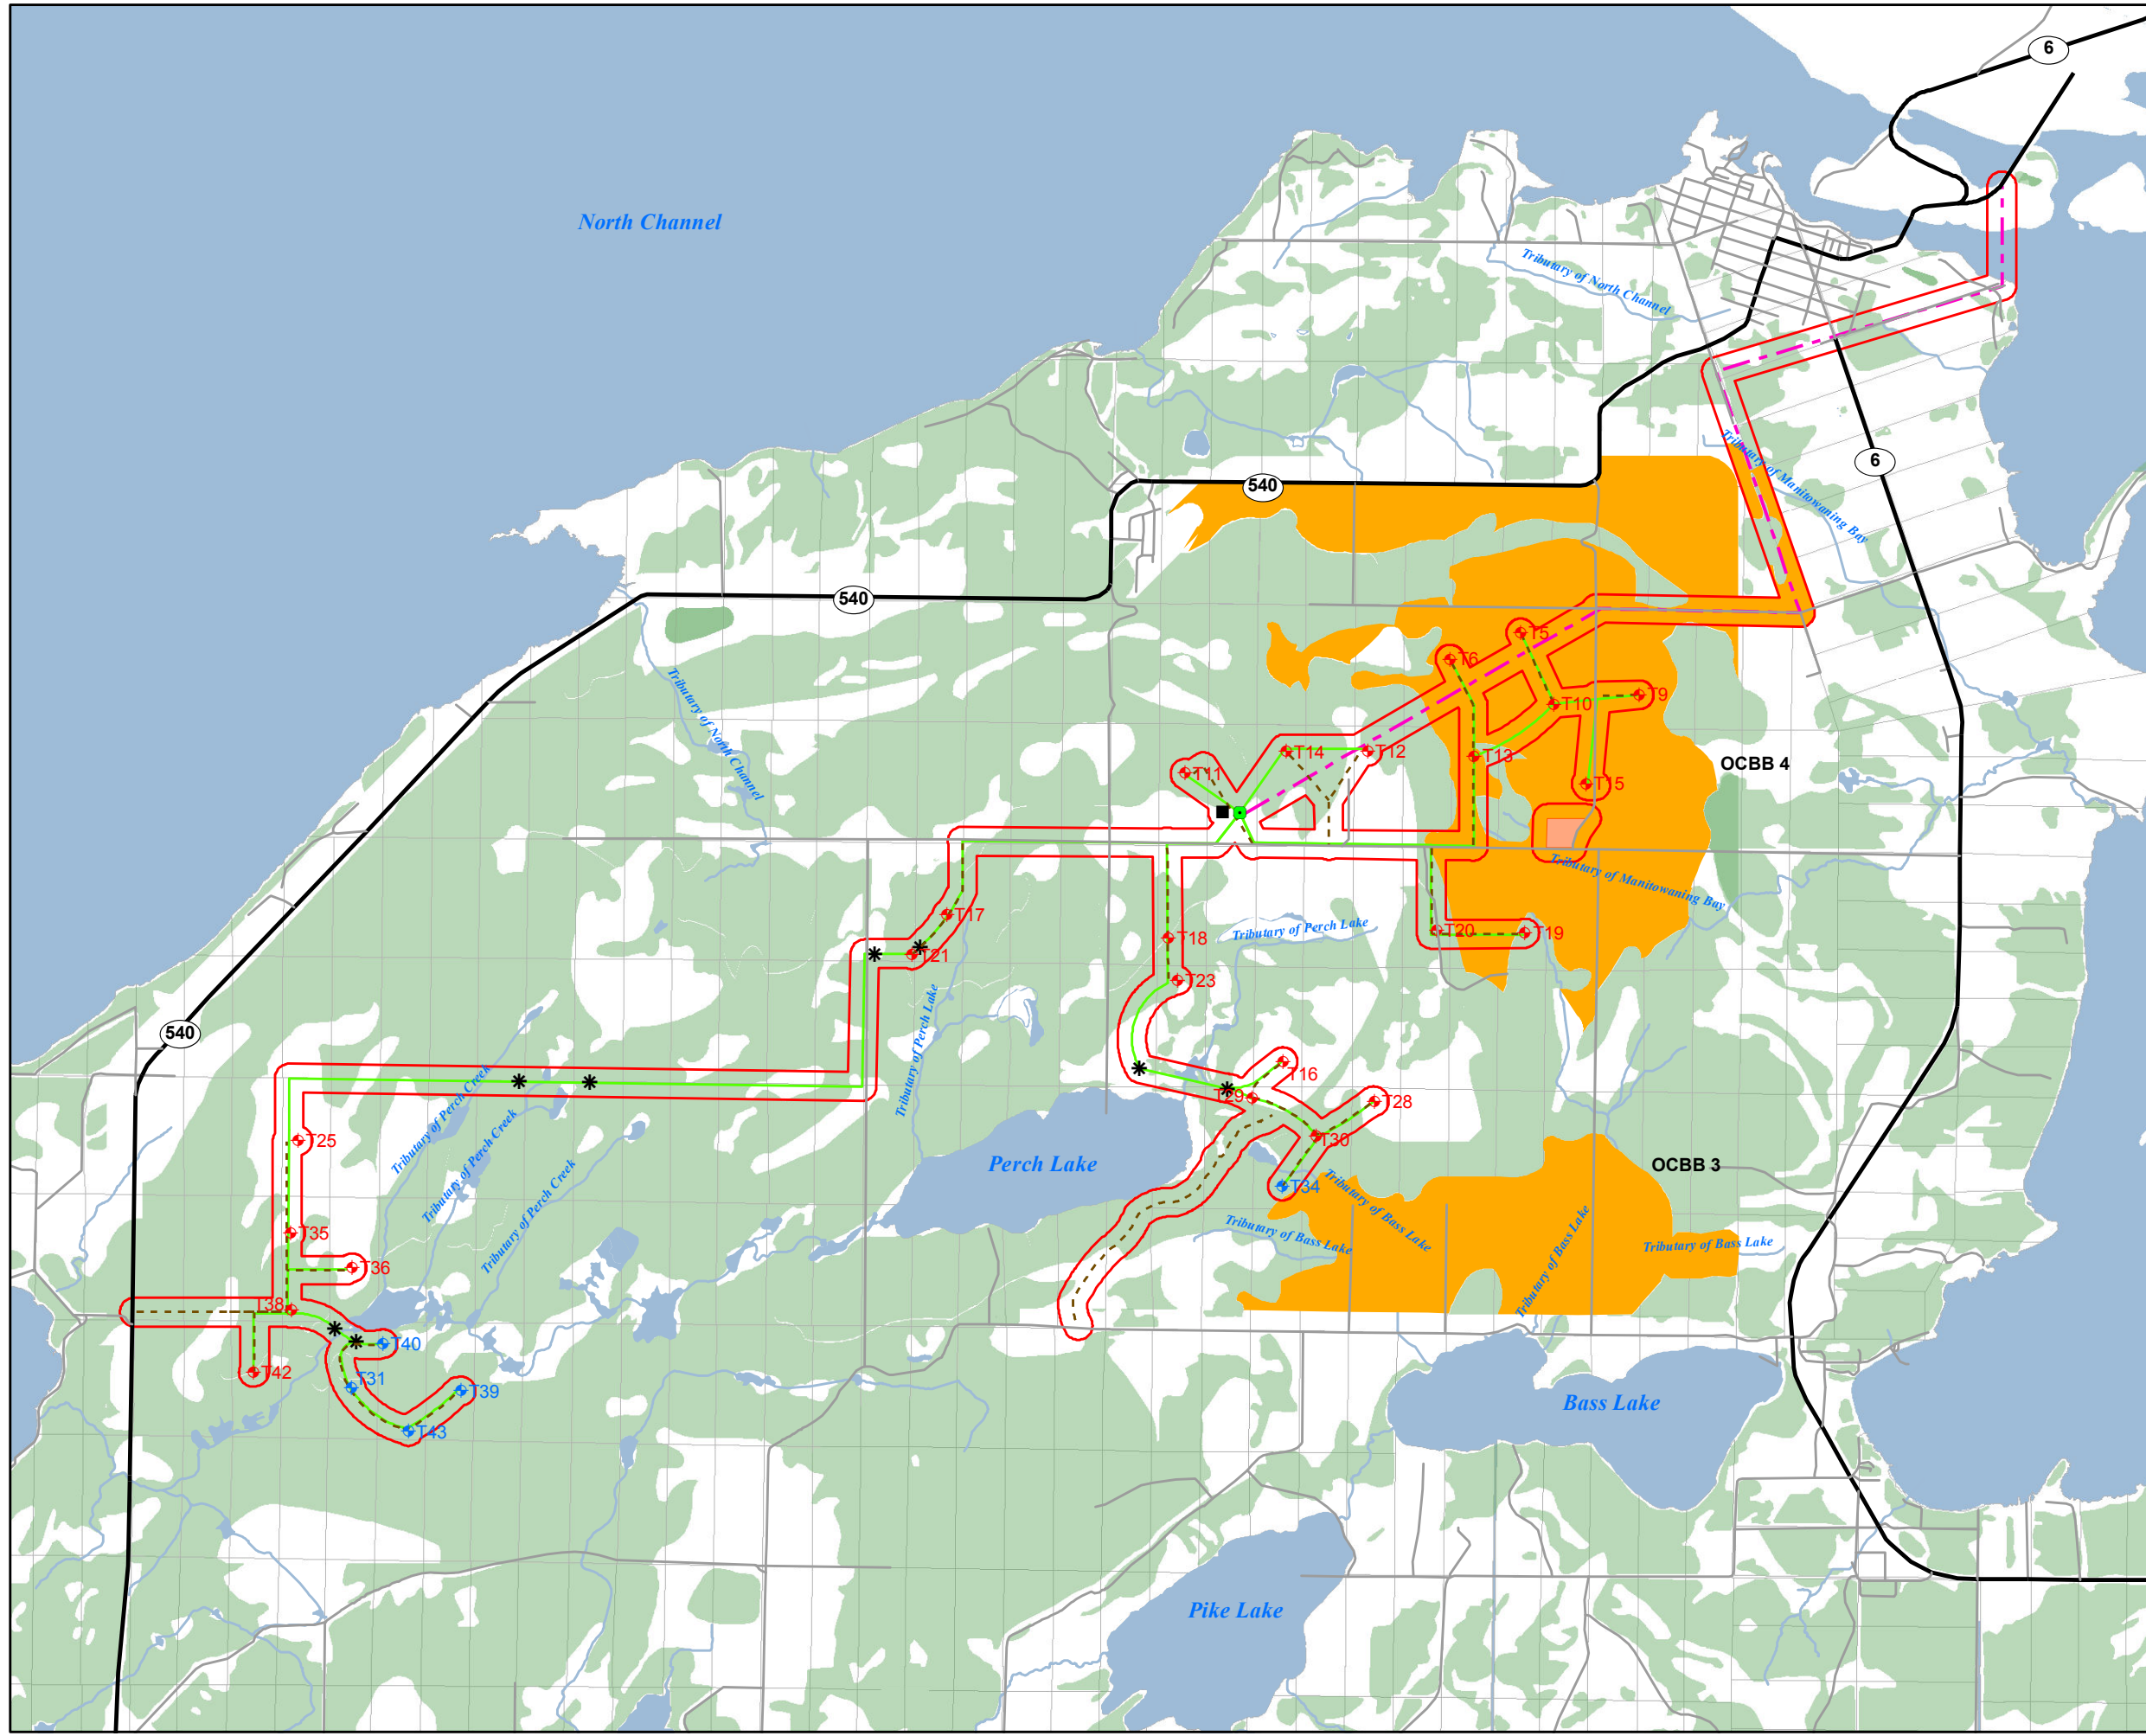 6
North Channel
Tributary of North Channel
6
540
Tributary of Manitowaning Bay
540
T5
T6
Tributary of North Channel
T9
T10
T14
T12
T13
OCBB 4
T11
T15
Tributary of Manitowaning Bay
T17
Tributary of Perch Lake
T20
T19
T18
T21
T23
540
Tributary of Perch Lake
Tributary of Perch Creek
T16
T29
T28
T25
T30
Tributary of Perch Creek
Perch Lake
OCBB 3
T34
Tributary of Bass Lake
Tributary of Perch Creek
T35
Tributary of Bass Lake
Tributary of Bass Lake
Tributary of Bass Lake
T36
T38
T40
T42
T31
T39
Bass Lake
T43
Pike Lake